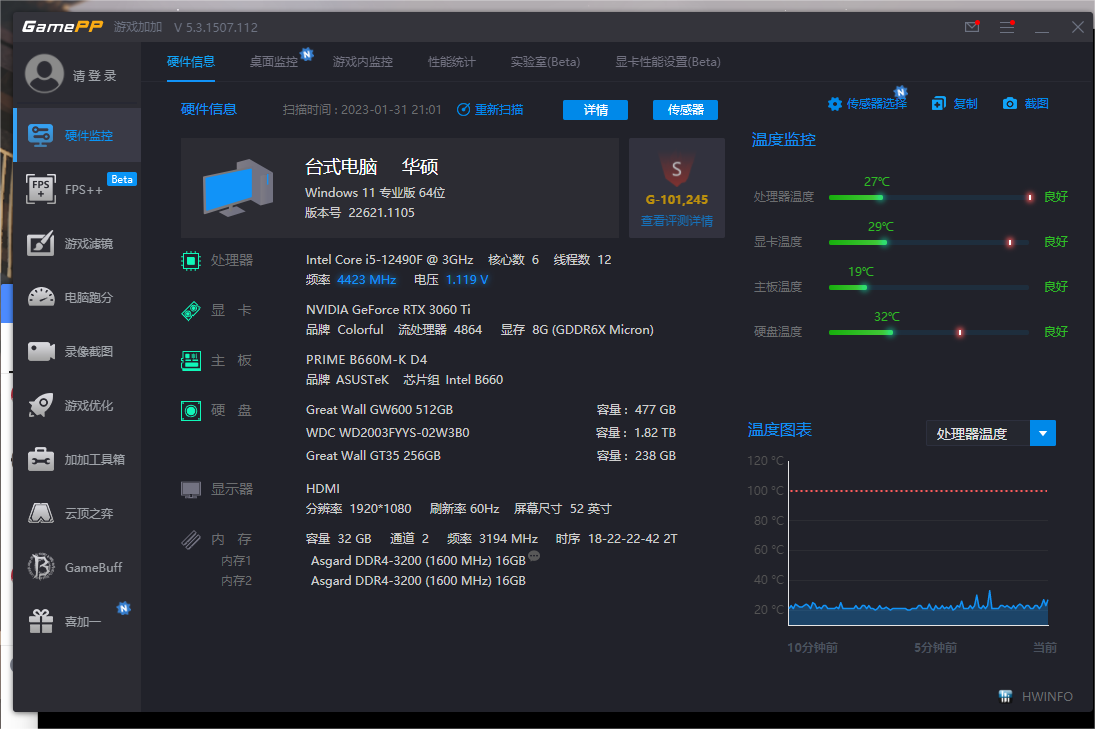 GamePP 游戏加加 V 5.3.1507.112
请登录
硬件监控
FPS++ Beta
FPS +
游戏滤镜
电脑跑分
录像截图
游戏优化
加加工具箱
云顶之弈
GameBuff
喜加一 N
硬件信息 桌面监控 N 游戏内监控 性能统计 实验室(Beta) 显卡性能设置(Beta)
硬件信息 扫描时间 : 2023-01-31 21:01 重新扫描 详情 传感器
传感器选择 N 复制 截图
台式电脑 华硕
Windows 11 专业版 64位
版本号 22621.1105
S
G-101,245
查看评测详情
处理器 Intel Core i5-12490F @ 3GHz 核心数 6 线程数 12
频率 4423 MHz 电压 1.119 V
显 卡 NVIDIA GeForce RTX 3060 Ti
品牌 Colorful 流处理器 4864 显存 8G (GDDR6X Micron)
主 板 PRIME B660M-K D4
品牌 ASUSTeK 芯片组 Intel B660
硬 盘 Great Wall GW600 512GB 容量 : 477 GB
WDC WD2003FYYS-02W3B0 容量 : 1.82 TB
Great Wall GT35 256GB 容量 : 238 GB
显示器 HDMI
分辨率 1920*1080 刷新率 60Hz 屏幕尺寸 52 英寸
内 存 容量 32 GB 通道 2 频率 3194 MHz 时序 18-22-22-42 2T
内存1 Asgard DDR4-3200 (1600 MHz) 16GB
内存2 Asgard DDR4-3200 (1600 MHz) 16GB
温度监控
27℃
处理器温度 良好
29℃
显卡温度 良好
19℃
主板温度 良好
32℃
硬盘温度 良好
温度图表 处理器温度
120 °C
100 °C
80 °C
60 °C
40 °C
20 °C
10分钟前 5分钟前 当前
HWINFO